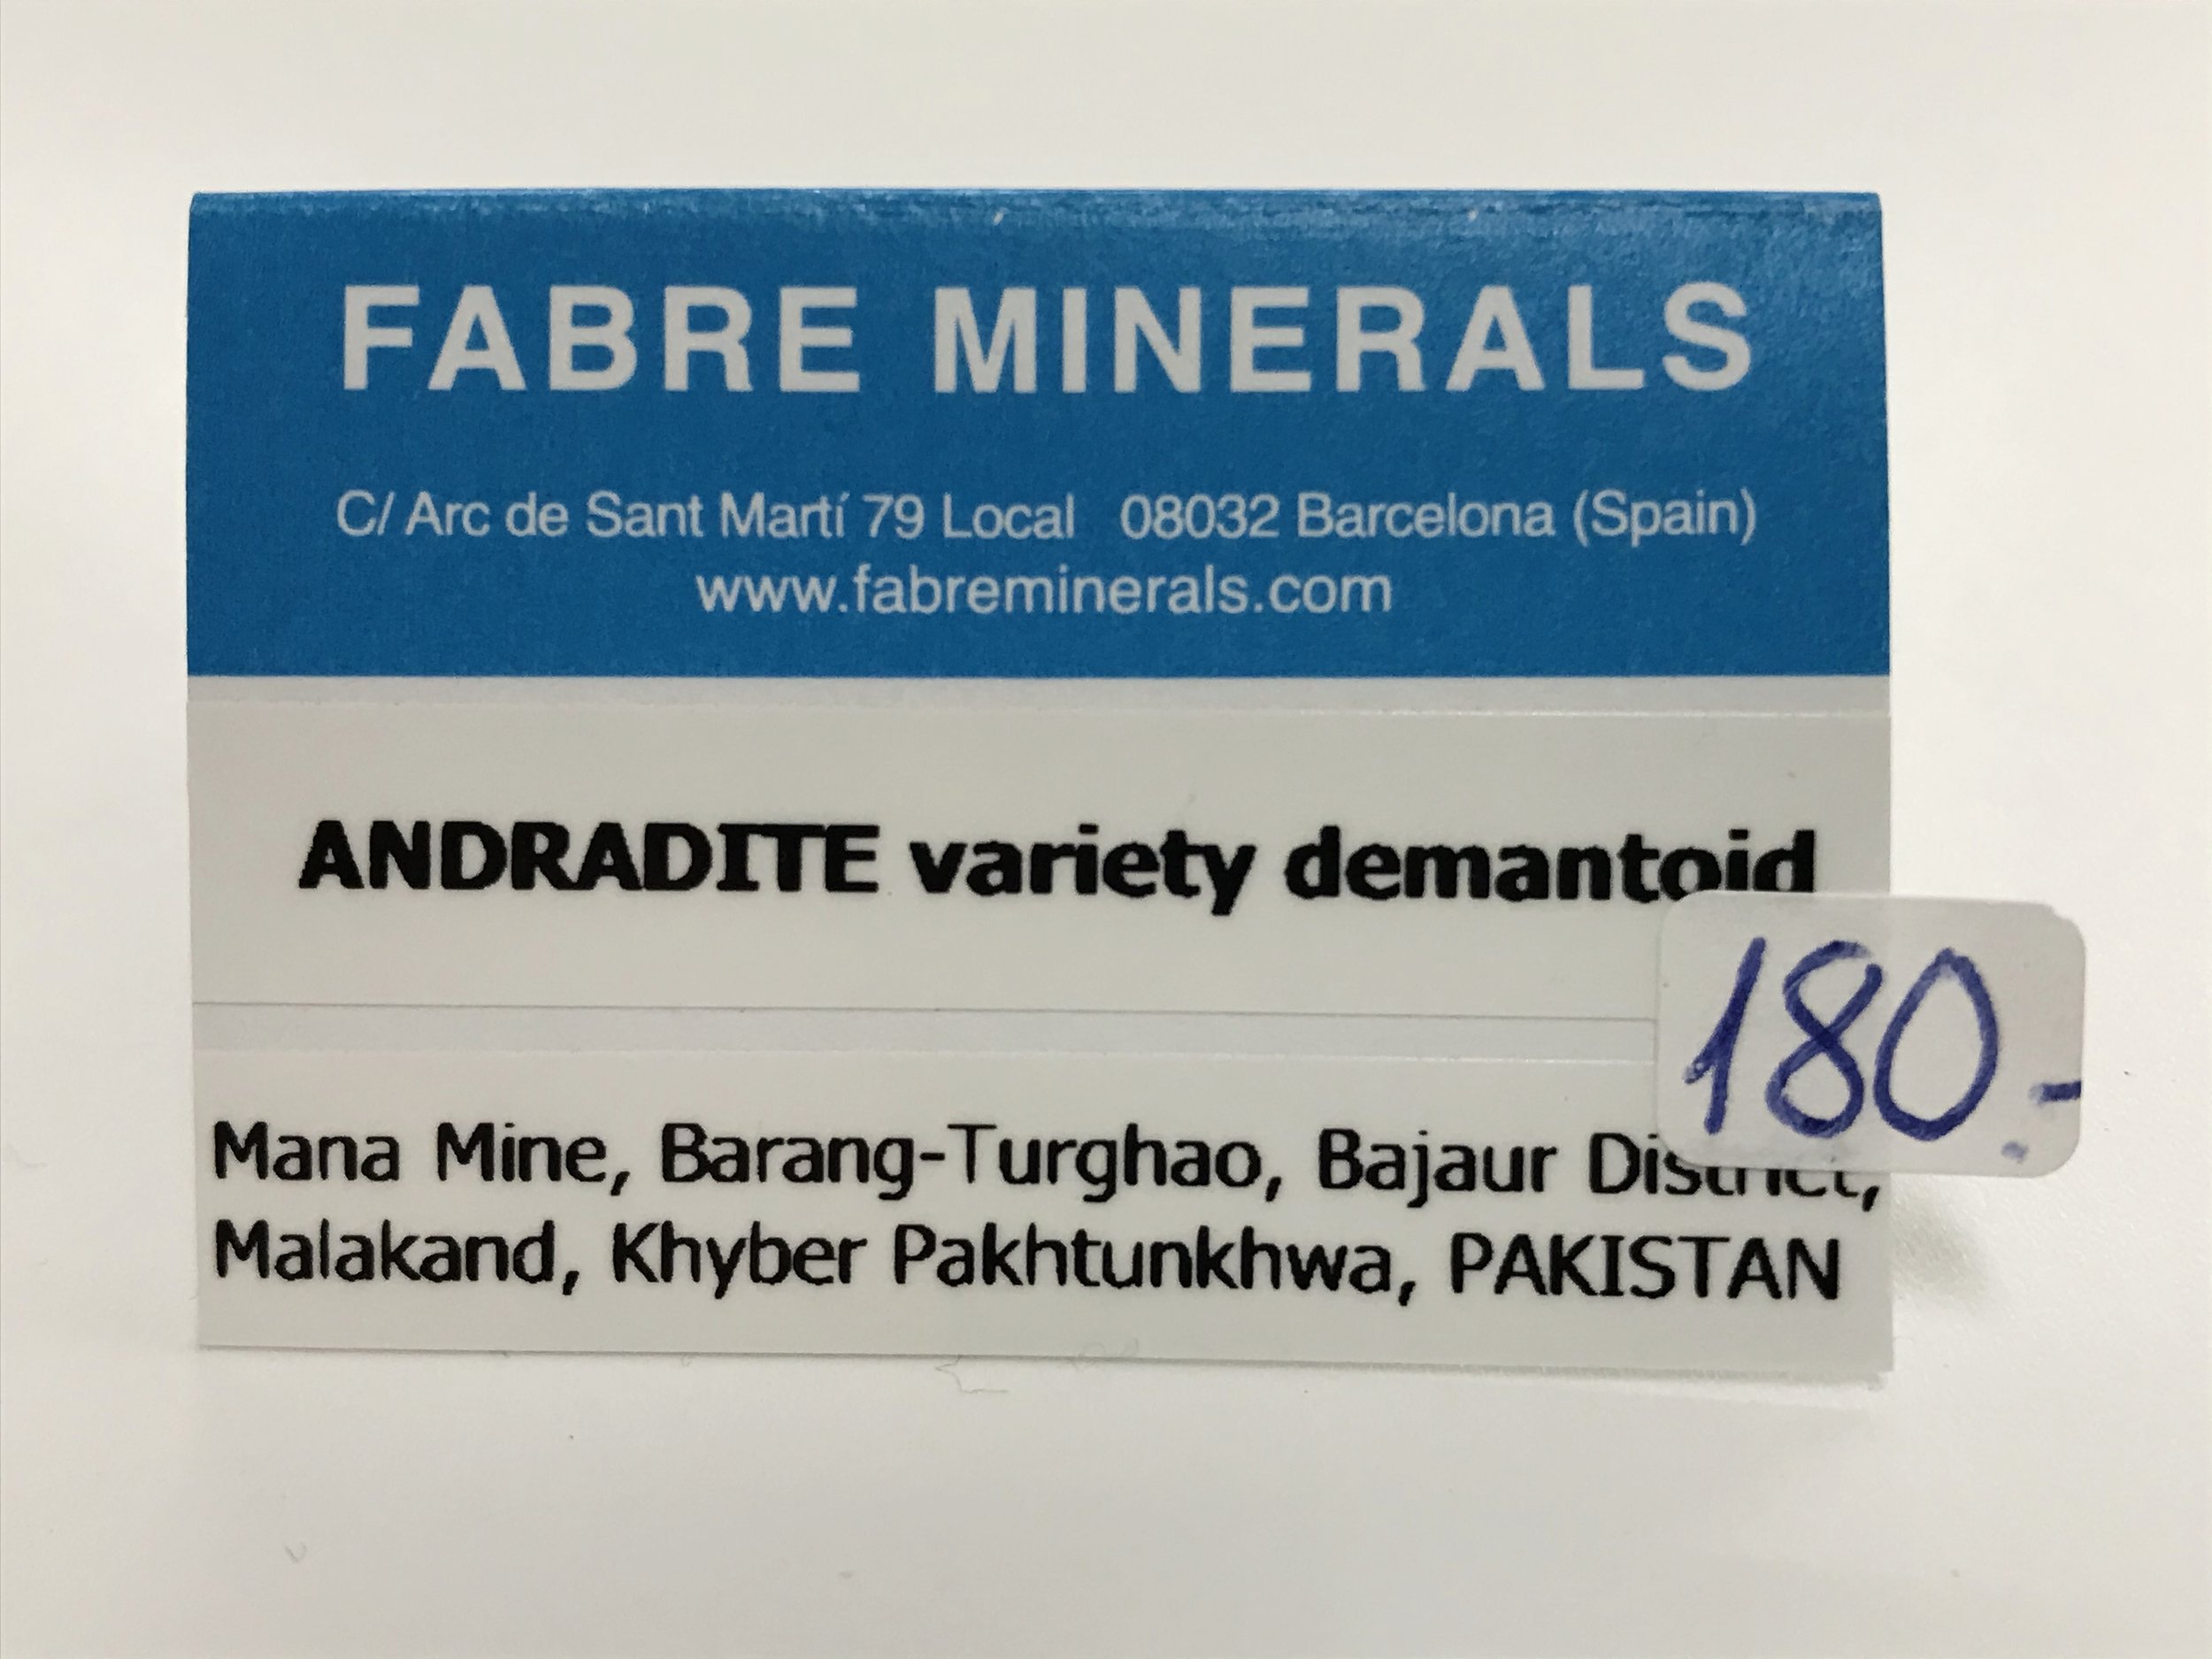 FABRE MINERALS
C/ Arc de Sant Martí 79 Local 08032 Barcelona (Spain)
www.fabreminerals.com
ANDRADITE variety demantoid
180.-
Mana Mine, Barang-Turghao, Bajaur District,
Malakand, Khyber Pakhtunkhwa, PAKISTAN